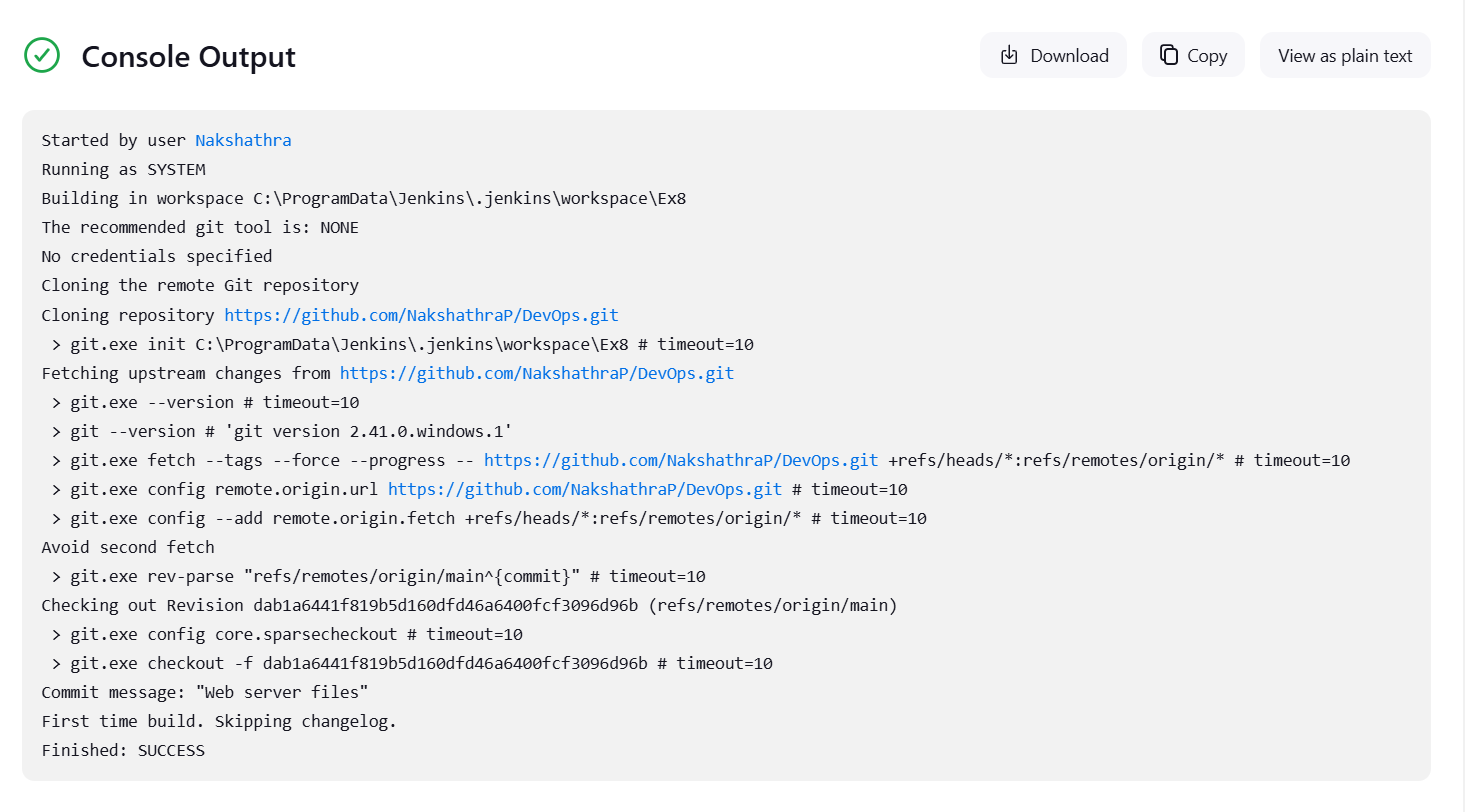 Console Output
Download
Copy
View as plain text
Started by user Nakshathra
Running as SYSTEM
Building in workspace C:\ProgramData\Jenkins\.jenkins\workspace\Ex8
The recommended git tool is: NONE
No credentials specified
Cloning the remote Git repository
Cloning repository https://github.com/NakshathraP/DevOps.git
> git.exe init C:\ProgramData\Jenkins\.jenkins\workspace\Ex8 # timeout=10
Fetching upstream changes from https://github.com/NakshathraP/DevOps.git
> git.exe --version # timeout=10
> git --version # 'git version 2.41.0.windows.1'
> git.exe fetch --tags --force --progress -- https://github.com/NakshathraP/DevOps.git +refs/heads/*:refs/remotes/origin/* # timeout=10
> git.exe config remote.origin.url https://github.com/NakshathraP/DevOps.git # timeout=10
> git.exe config --add remote.origin.fetch +refs/heads/*:refs/remotes/origin/* # timeout=10
Avoid second fetch
> git.exe rev-parse "refs/remotes/origin/main^{commit}" # timeout=10
Checking out Revision dab1a6441f819b5d160dfd46a6400fcf3096d96b (refs/remotes/origin/main)
> git.exe config core.sparsecheckout # timeout=10
> git.exe checkout -f dab1a6441f819b5d160dfd46a6400fcf3096d96b # timeout=10
Commit message: "Web server files"
First time build. Skipping changelog.
Finished: SUCCESS